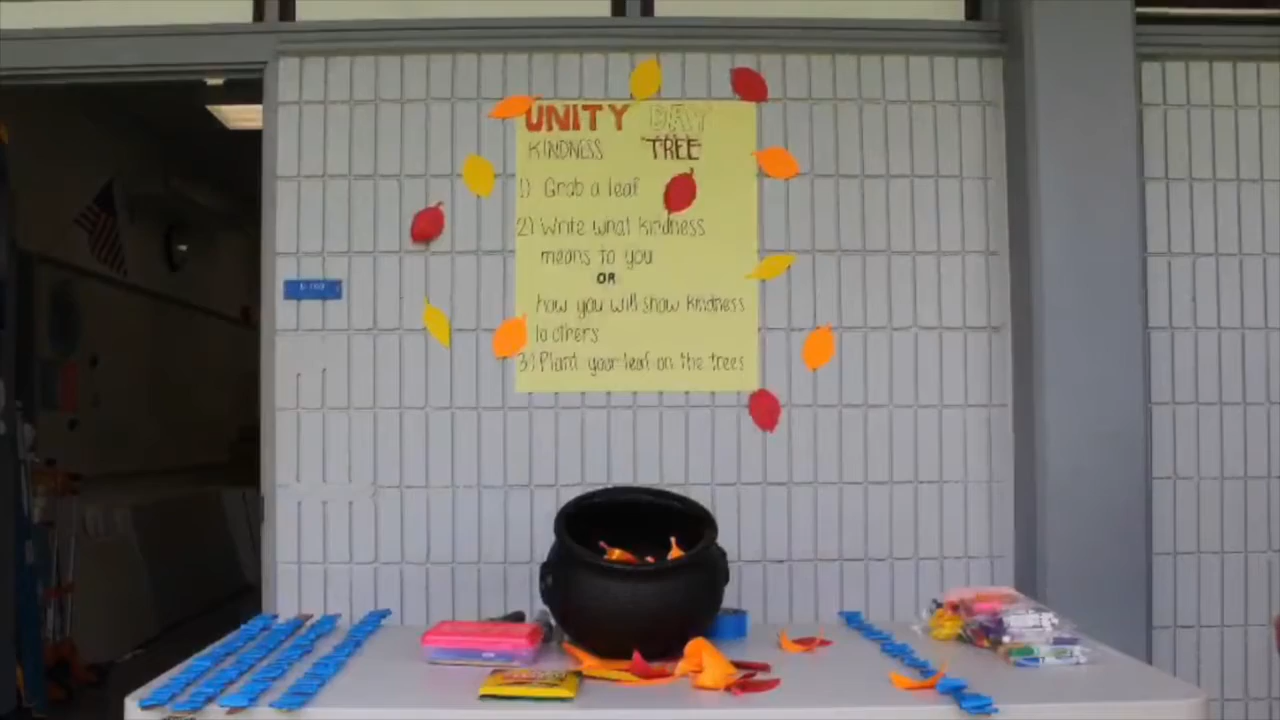 UNITY DAY
KINDNESS TREE
1) Grab a leaf
2) Write what kindness
means to you
OR
how you will show kindness
to others
3) Plant your leaf on the trees